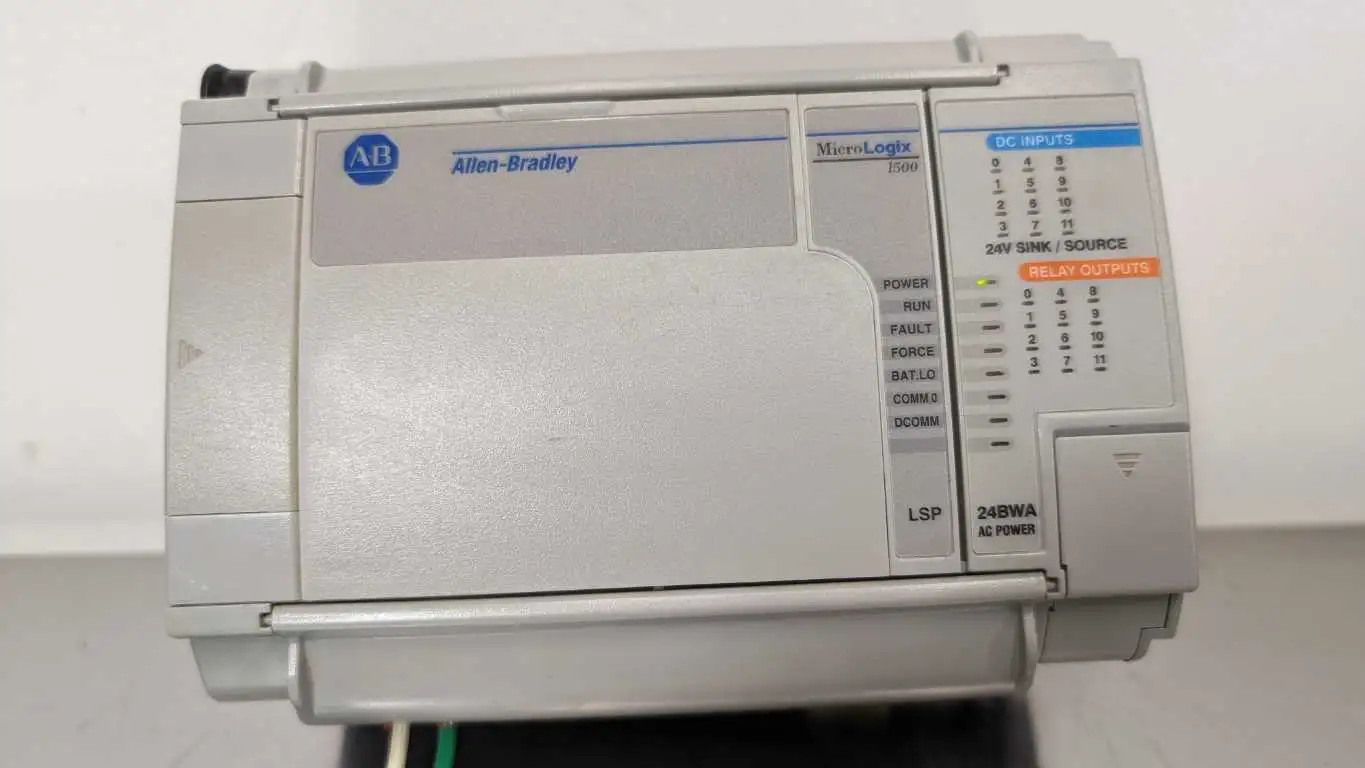 AB
Allen-Bradley
MicroLogix
1500
DC INPUTS
0 4 8
1 5 9
2 6 10
3 7 11
24V SINK / SOURCE
RELAY OUTPUTS
0 4 8
1 5 9
2 6 10
3 7 11
POWER
RUN
FAULT
FORCE
BAT.LO
COMM.0
DCOMM
LSP
24BWA
AC POWER